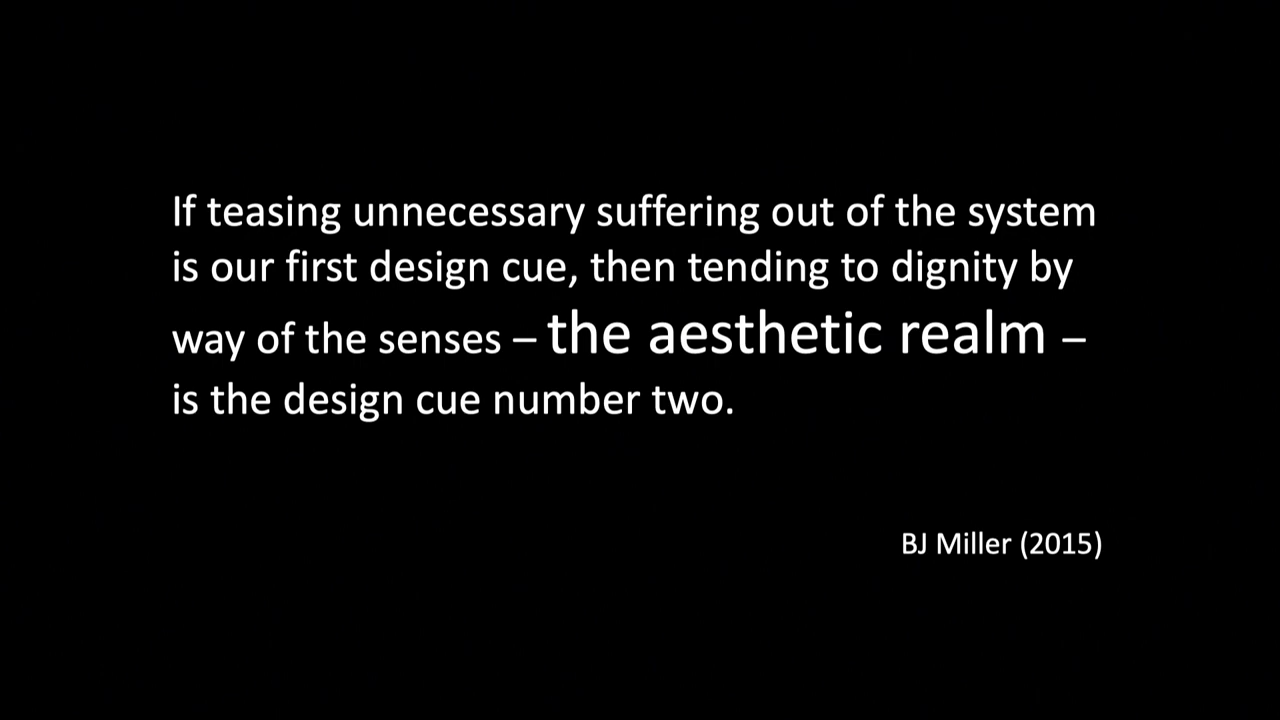 If teasing unnecessary suffering out of the system
is our first design cue, then tending to dignity by
way of the senses – the aesthetic realm –
is the design cue number two.
BJ Miller (2015)